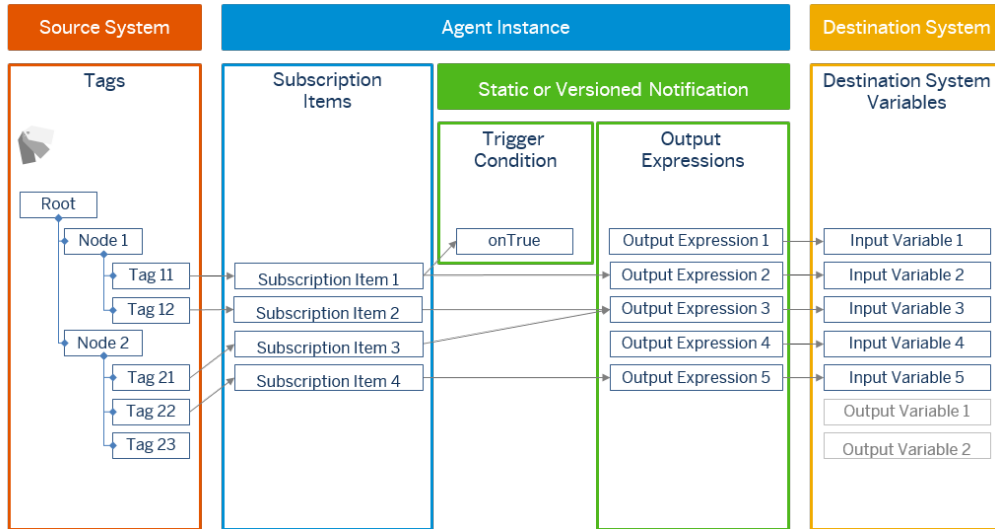 Source System
Agent Instance
Destination System
Tags
Subscription
Items
Static or Versioned Notification
Destination System
Variables
Trigger
Condition
Output
Expressions
Root
Node 1
Tag 11
Tag 12
Node 2
Tag 21
Tag 22
Tag 23
Subscription Item 1
Subscription Item 2
Subscription Item 3
Subscription Item 4
onTrue
Output Expression 1
Output Expression 2
Output Expression 3
Output Expression 4
Output Expression 5
Input Variable 1
Input Variable 2
Input Variable 3
Input Variable 4
Input Variable 5
Output Variable 1
Output Variable 2